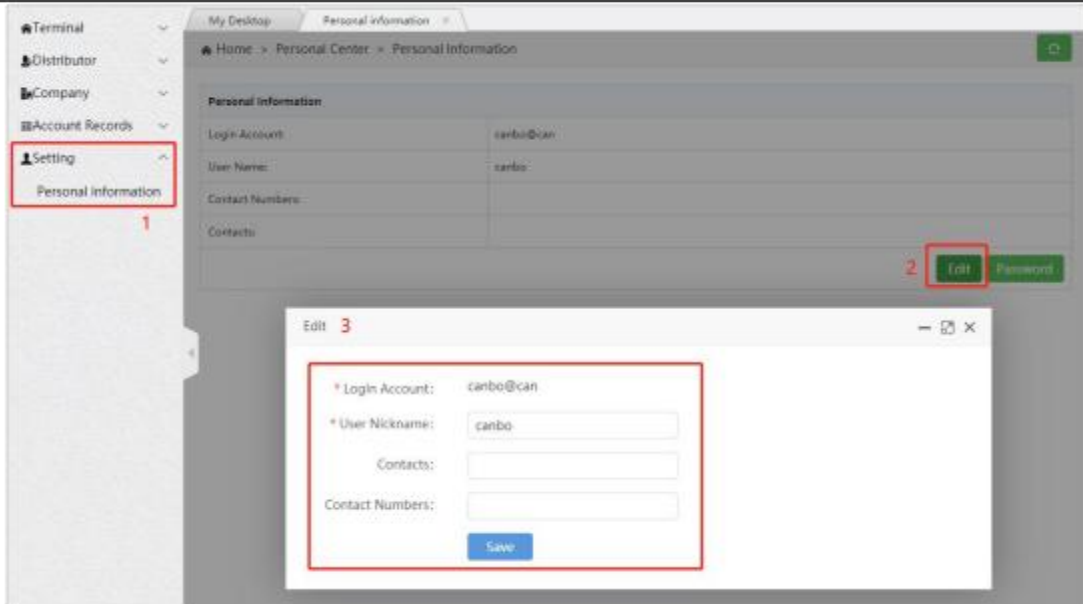 Terminal
Distributor
Company
Account Records
Setting
Personal Information
1
My Desktop
Personal information
Home > Personal Center > Personal Information
Personal Information
Login Account:
canbo@can
User Name:
canbo
Contact Numbers:
Contacts:
2
Edit
Password
Edit
3
* Login Account:
canbo@can
* User Nickname:
canbo
Contacts:
Contact Numbers:
Save